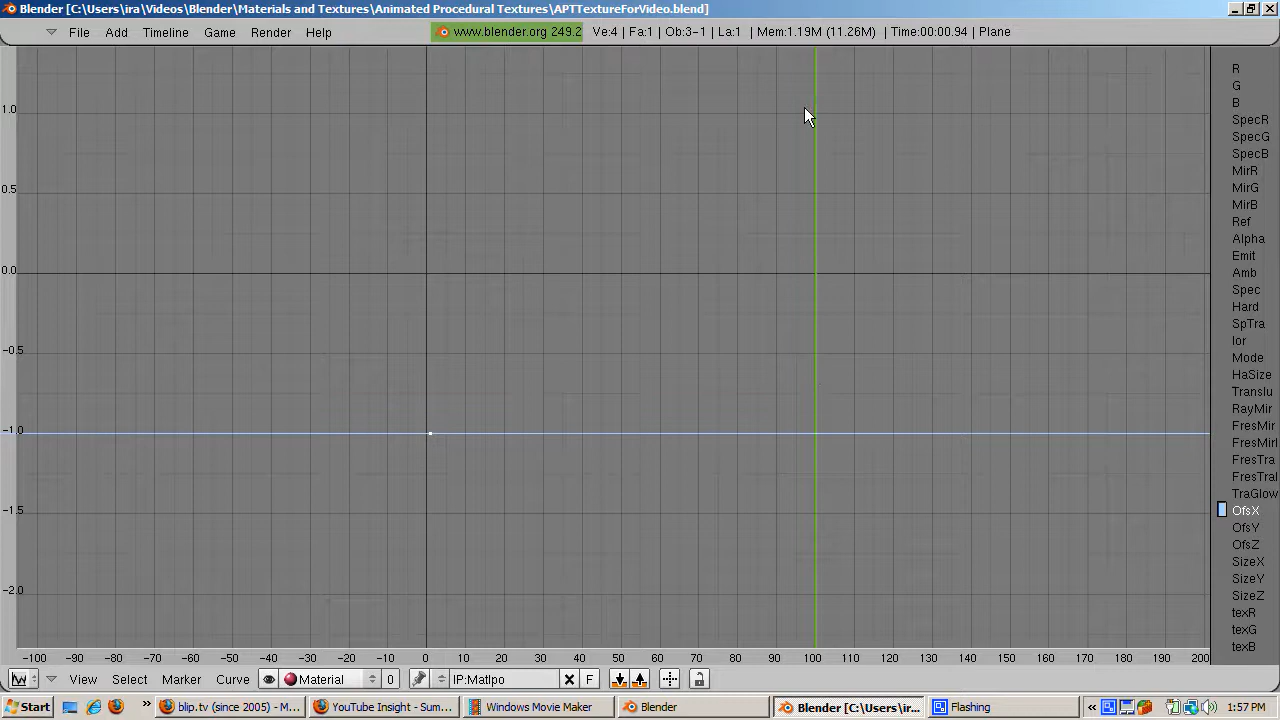 Blender [C:\Users\ira\Videos\Blender\Materials and Textures\Animated Procedural Textures\APTTextureForVideo.blend]
File Add Timeline Game Render Help www.blender.org 249.2 Ve:4 | Fa:1 | Ob:3-1 | La:1 | Mem:1.19M (11.26M) | Time:00:00.94 | Plane
R
G
B
SpecR
SpecG
SpecB
MirR
MirG
MirB
Ref
Alpha
Emit
Amb
Spec
Hard
SpTra
Ior
Mode
HaSize
Translu
RayMir
FresMir
FresMirI
FresTra
FresTraI
TraGlow
OfsX
OfsY
OfsZ
SizeX
SizeY
SizeZ
texR
texG
texB
1.0
0.5
0.0
-0.5
-1.0
-1.5
-2.0
-100 -90 -80 -70 -60 -50 -40 -30 -20 -10 0 10 20 30 40 50 60 70 80 90 100 110 120 130 140 150 160 170 180 190 200
View Select Marker Curve Material 0 IP:MatIpo F
Start blip.tv (since 2005) - M... YouTube Insight - Sum... Windows Movie Maker Blender Blender [C:\Users\ir... Flashing 1:57 PM